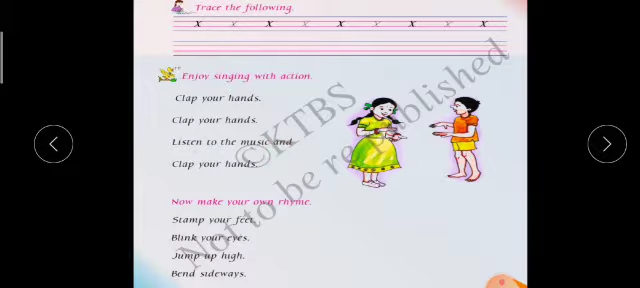 Trace the following.
x x x x x x x x x
Enjoy singing with action.
Clap your hands.
Clap your hands.
Listen to the music and
Clap your hands.
Now make your own rhyme.
Stamp your feet.
Blink your eyes.
Jump up high.
Bend sideways.
©KTBS
Not to be republished